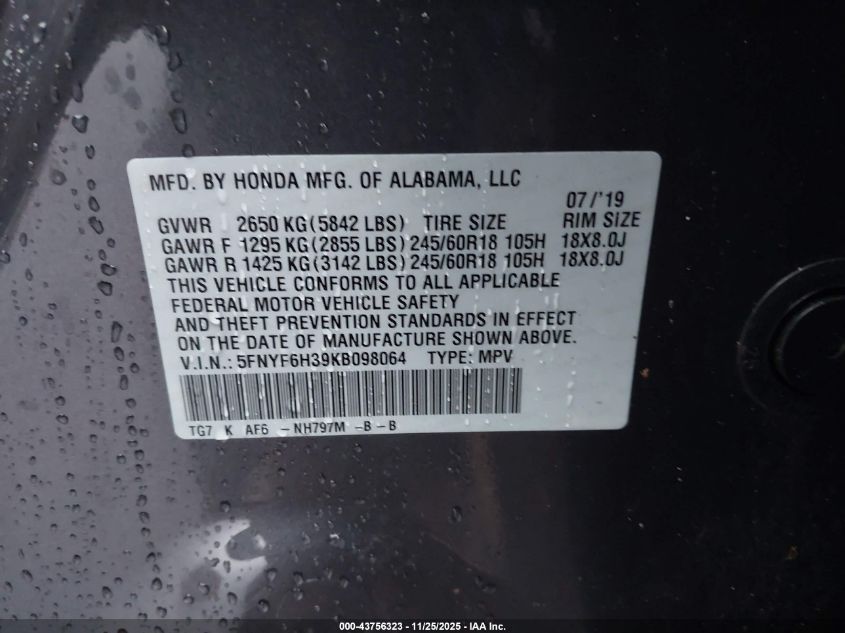 MFD. BY HONDA MFG. OF ALABAMA, LLC
07/'19
GVWR 2650 KG(5842 LBS) TIRE SIZE RIM SIZE
GAWR F 1295 KG(2855 LBS) 245/60R18 105H 18X8.0J
GAWR R 1425 KG(3142 LBS) 245/60R18 105H 18X8.0J
THIS VEHICLE CONFORMS TO ALL APPLICABLE
FEDERAL MOTOR VEHICLE SAFETY
AND THEFT PREVENTION STANDARDS IN EFFECT
ON THE DATE OF MANUFACTURE SHOWN ABOVE.
V.I.N.: 5FNYF6H39KB098064 TYPE: MPV
TG7 K AF6 -NH797M -B-B
000-43756323 - 11/25/2025 - IAA Inc.